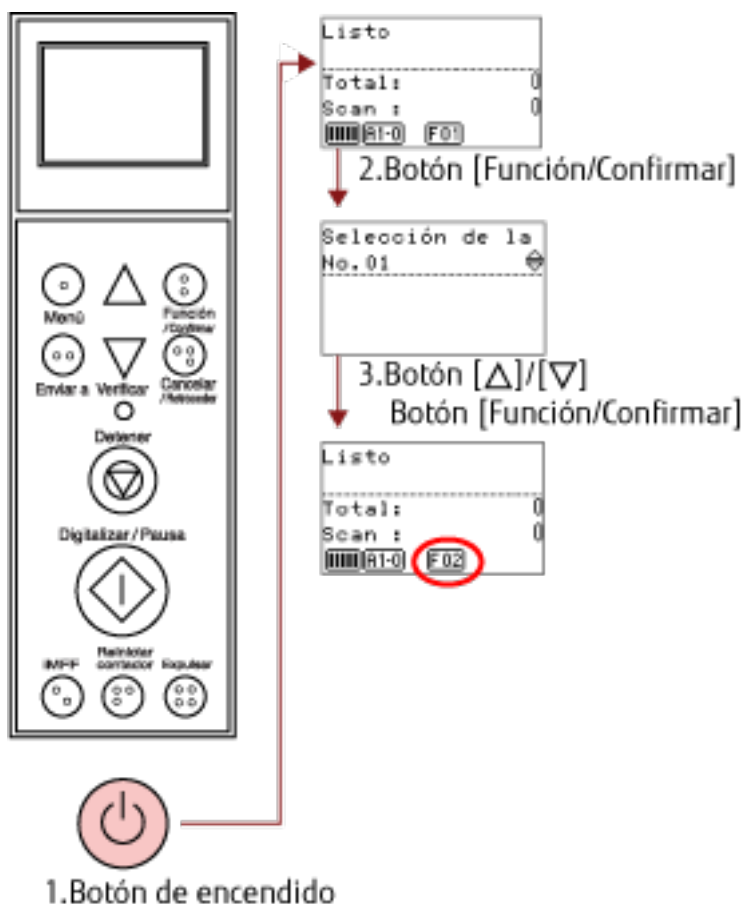 Listo
Total: 0
Scan : 0
A1-0 F01
2.Botón [Función/Confirmar]
Selección de la
No.01
3.Botón [△]/[▽]
Botón [Función/Confirmar]
Listo
Total: 0
Scan : 0
A1-0 F02
Menú
Función
/Confirmar
Enviar a Verificar Cancelar
/Retroceder
Detener
Digitalizar / Pausa
Reiniciar
IMFF contador Expulsar
1.Botón de encendido